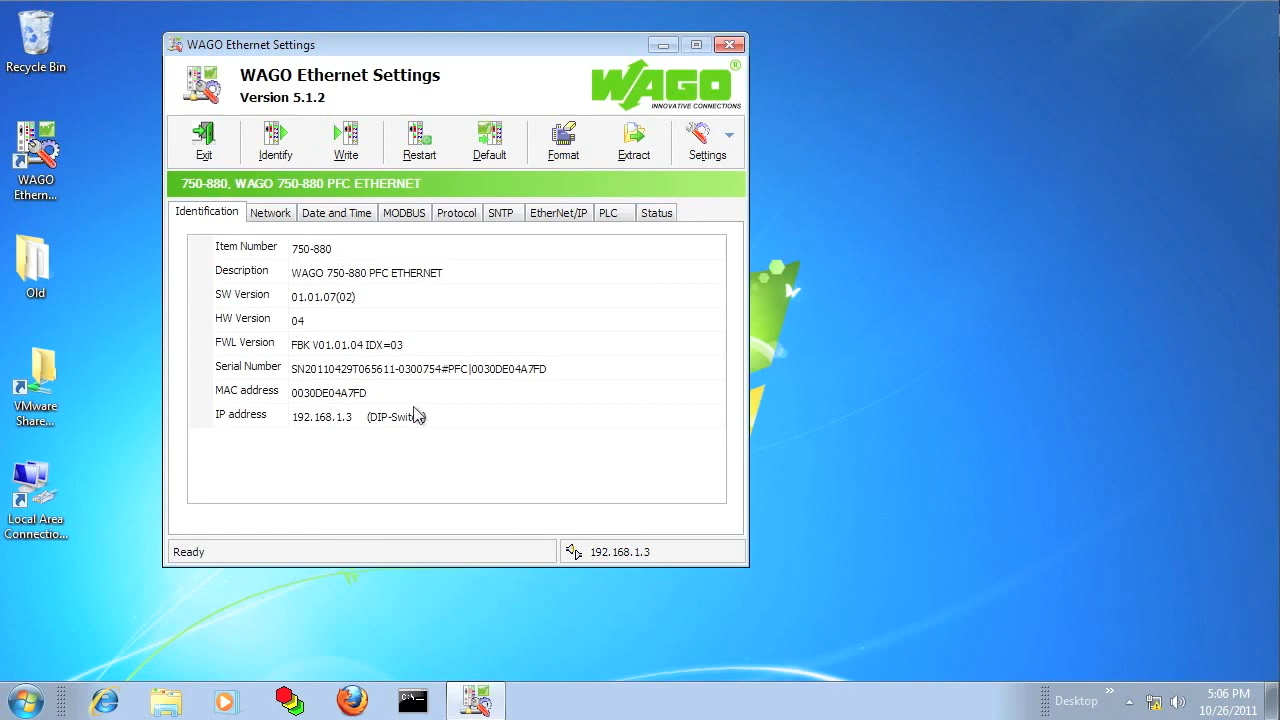 Recycle Bin
WAGO
Ethern...
Old
VMware
Share...
Local Area
Connectio...
WAGO Ethernet Settings
WAGO Ethernet Settings
Version 5.1.2
WAGO®
INNOVATIVE CONNECTIONS
Exit Identify Write Restart Default Format Extract Settings
750-880, WAGO 750-880 PFC ETHERNET
Identification Network Date and Time MODBUS Protocol SNTP EtherNet/IP PLC Status
Item Number 750-880
Description WAGO 750-880 PFC ETHERNET
SW Version 01.01.07(02)
HW Version 04
FWL Version FBK V01.01.04 IDX=03
Serial Number SN20110429T065611-0300754#PFC|0030DE04A7FD
MAC address 0030DE04A7FD
IP address 192.168.1.3
Ready 192.168.1.3
C:\
Desktop »
5:06 PM
10/26/2011